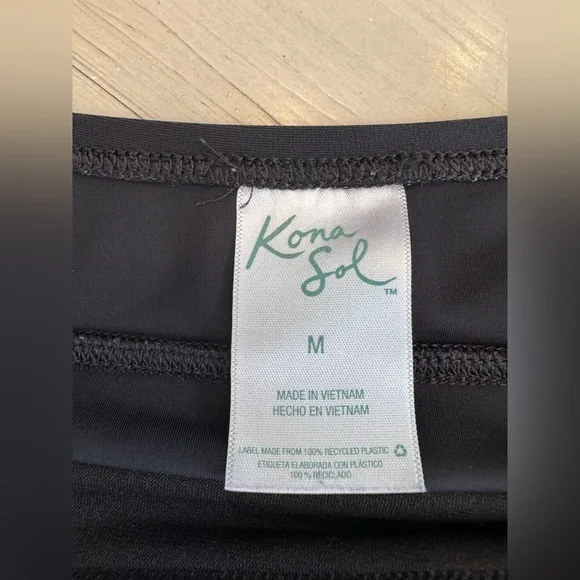 Kona
Sol
™
M
MADE IN VIETNAM
HECHO EN VIETNAM
LABEL MADE FROM 100% RECYCLED PLASTIC
ETIQUETA ELABORADA CON PLÁSTICO
100 % RECICLADO